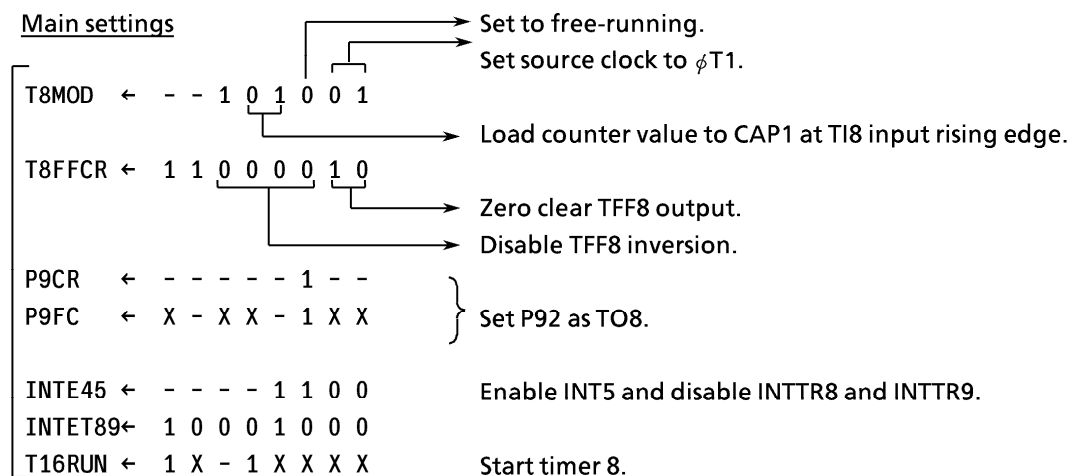 Main settings
Set to free-running.
Set source clock to φT1.
T8MOD ← - - 1 0 1 0 0 1
Load counter value to CAP1 at TI8 input rising edge.
T8FFCR ← 1 1 0 0 0 0 1 0
Zero clear TFF8 output.
Disable TFF8 inversion.
P9CR ← - - - - - 1 - -
P9FC ← X - X X - 1 X X
Set P92 as TO8.
INTE45 ← - - - - 1 1 0 0 Enable INT5 and disable INTTR8 and INTTR9.
INTET89← 1 0 0 0 1 0 0 0
T16RUN ← 1 X - 1 X X X X Start timer 8.